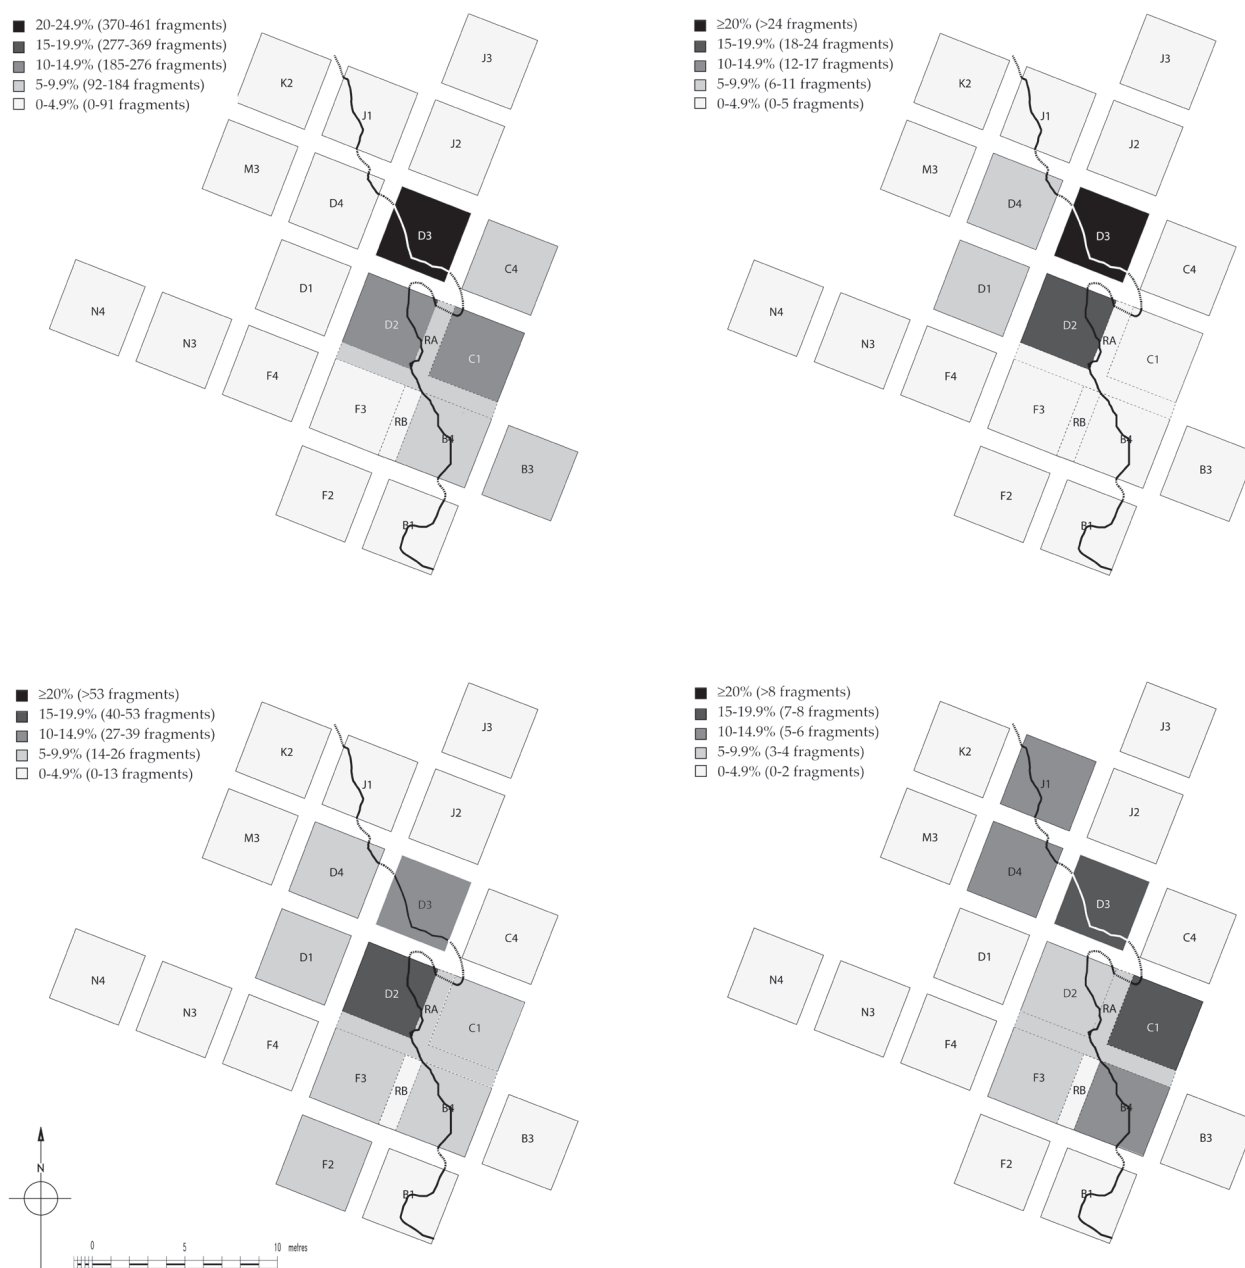 20-24.9% (370-461 fragments)
15-19.9% (277-369 fragments)
10-14.9% (185-276 fragments)
5-9.9% (92-184 fragments)
0-4.9% (0-91 fragments)
J3
K2
J1
J2
M3
D4
D3
C4
D1
N4
N3
D2
RA
C1
F4
F3
RB
B4
B3
F2
B1
≥20% (>24 fragments)
15-19.9% (18-24 fragments)
10-14.9% (12-17 fragments)
5-9.9% (6-11 fragments)
0-4.9% (0-5 fragments)
J3
K2
J1
J2
M3
D4
D3
C4
D1
N4
N3
D2
RA
C1
F4
F3
RB
B4
B3
F2
B1
≥20% (>53 fragments)
15-19.9% (40-53 fragments)
10-14.9% (27-39 fragments)
5-9.9% (14-26 fragments)
0-4.9% (0-13 fragments)
J3
K2
J1
J2
M3
D4
D3
C4
D1
N4
N3
D2
RA
C1
F4
F3
RB
B4
B3
F2
B1
N
0 5 10 metres
≥20% (>8 fragments)
15-19.9% (7-8 fragments)
10-14.9% (5-6 fragments)
5-9.9% (3-4 fragments)
0-4.9% (0-2 fragments)
J3
K2
J1
J2
M3
D4
D3
C4
D1
N4
N3
D2
RA
C1
F4
F3
RB
B4
B3
F2
B1